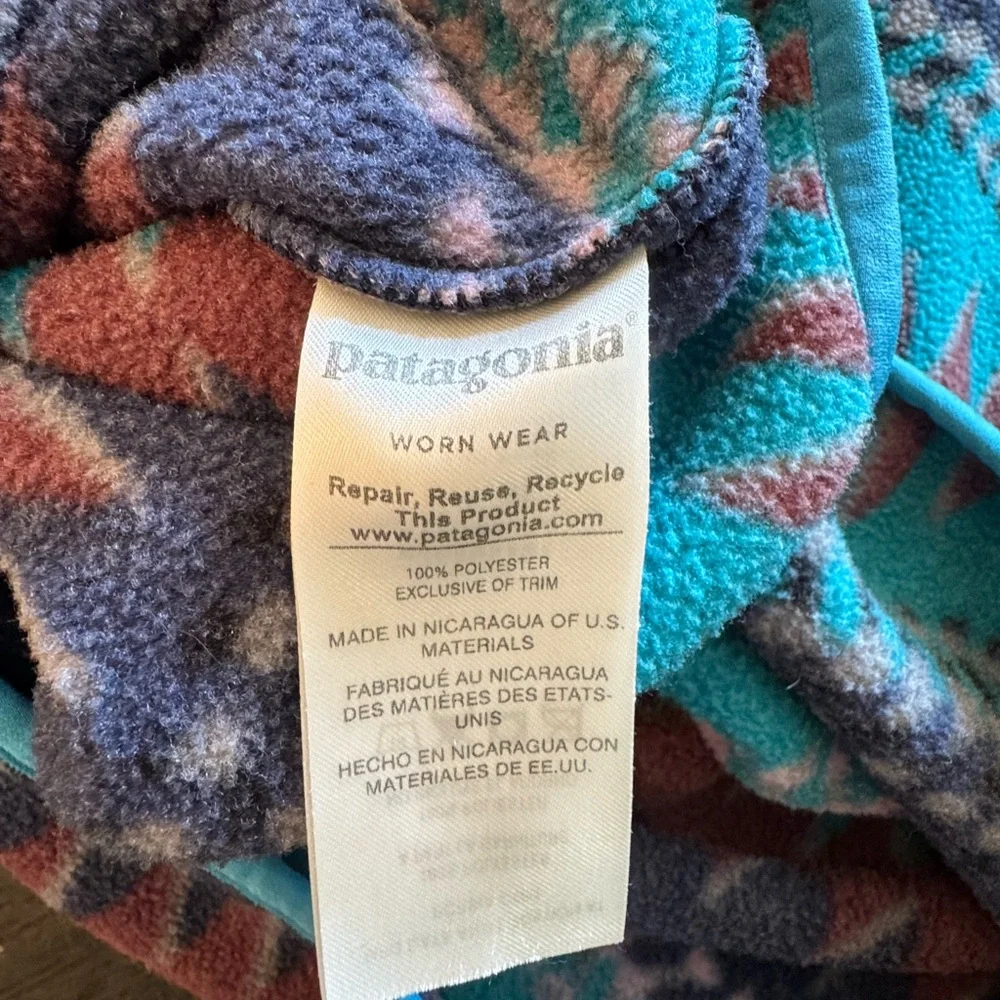 patagonia®
WORN WEAR
Repair, Reuse, Recycle
This Product
www.patagonia.com
100% POLYESTER
EXCLUSIVE OF TRIM
MADE IN NICARAGUA OF U.S.
MATERIALS
FABRIQUÉ AU NICARAGUA
DES MATIÈRES DES ETATS-
UNIS
HECHO EN NICARAGUA CON
MATERIALES DE EE.UU.